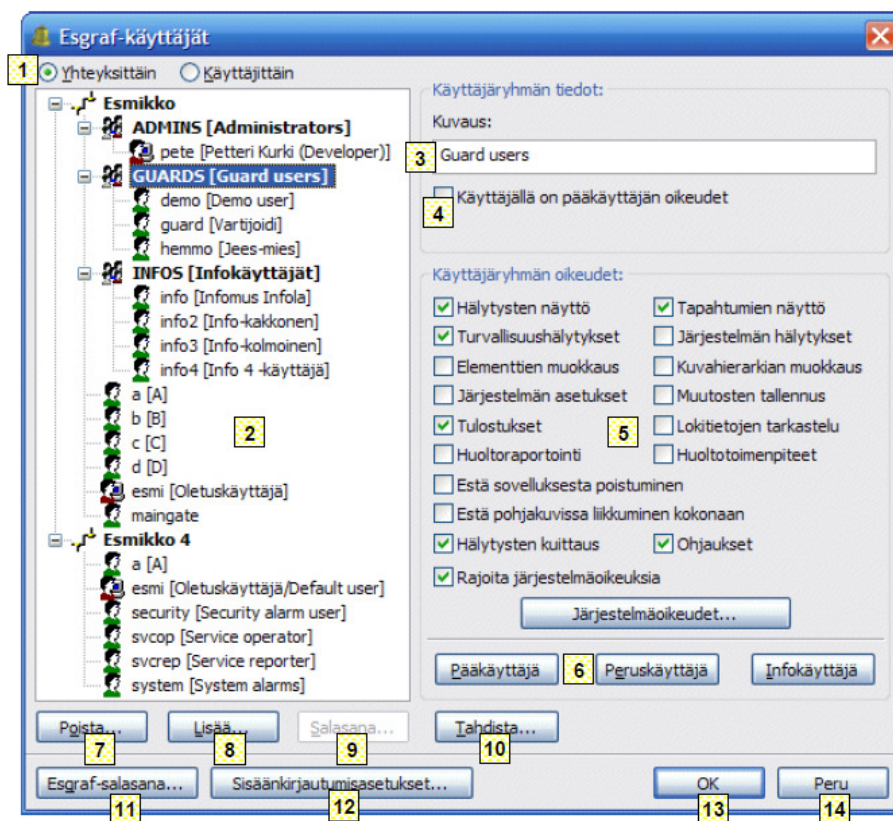 Esgraf-käyttäjät
1
Yhteyksittäin Käyttäjittäin
Esmikko
ADMINS [Administrators]
pete [Petteri Kurki (Developer)]
GUARDS [Guard users]
demo [Demo user]
guard [Vartijoidi]
hemmo [Jees-mies]
INFOS [Infokäyttäjät]
info [Infomus Infola]
info2 [Info-kakkonen]
info3 [Info-kolmoinen]
info4 [Info 4 -käyttäjä]
a [A]
b [B]
2
c [C]
d [D]
esmi [Oletuskäyttäjä]
maingate
Esmikko 4
a [A]
esmi [Oletuskäyttäjä/Default user]
security [Security alarm user]
svcop [Service operator]
svcrep [Service reporter]
system [System alarms]
Käyttäjäryhmän tiedot:
Kuvaus:
3
Guard users
4
Käyttäjällä on pääkäyttäjän oikeudet
Käyttäjäryhmän oikeudet:
Hälytysten näyttö Tapahtumien näyttö
Turvallisuushälytykset Järjestelmän hälytykset
Elementtien muokkaus Kuvahierarkian muokkaus
Järjestelmän asetukset Muutosten tallennus
Tulostukset 5 Lokitietojen tarkastelu
Huoltoraportointi Huoltotoimenpiteet
Estä sovelluksesta poistuminen
Estä pohjakuvissa liikkuminen kokonaan
Hälytysten kuittaus Ohjaukset
Rajoita järjestelmäoikeuksia
Järjestelmäoikeudet...
Pääkäyttäjä 6 Peruskäyttäjä Infokäyttäjä
Poista... Lisää... Salasana... Tahdista...
7 8 9 10
Esgraf-salasana... Sisäänkirjautumisasetukset... OK Peru
11 12 13 14